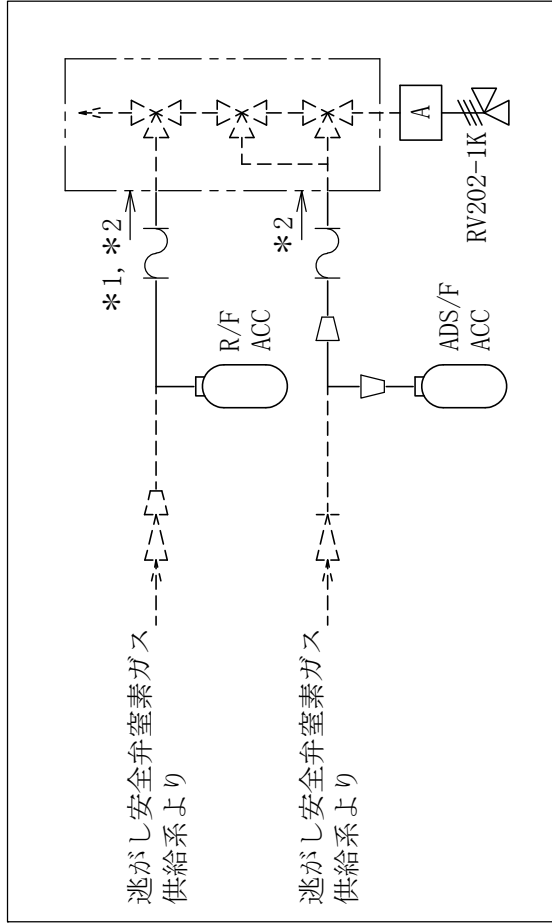 逃がし安全弁窒素ガス
供給系より
R/F
ACC
*1, *2
逃がし安全弁窒素ガス
供給系より
ADS/F
ACC
*2
A
RV202-1K